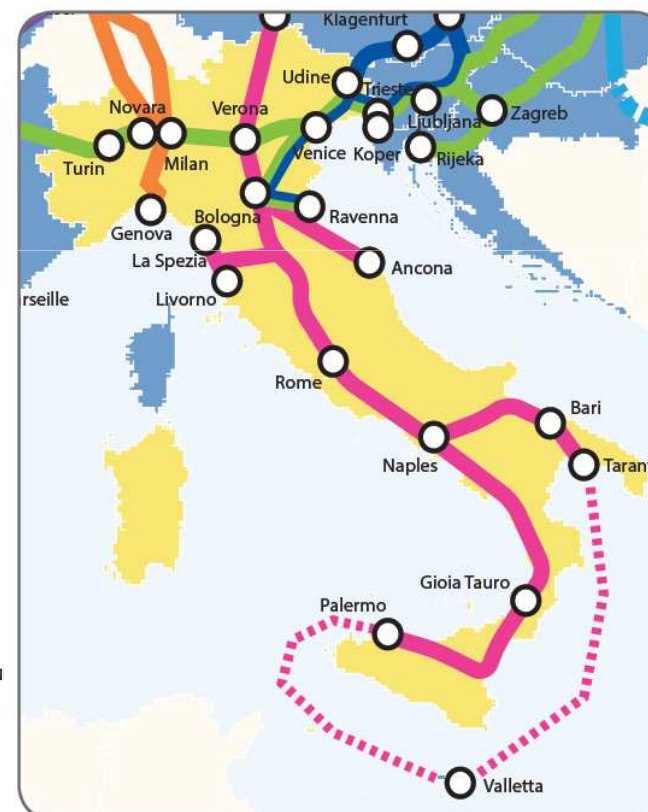 Klagenfurt
Udine
Trieste
Novara
Verona
Ljubljana
Zagreb
Turin
Milan
Venice
Koper
Rijeka
Bologna
Ravenna
Genova
La Spezia
Ancona
Livorno
rseille
Rome
Bari
Naples
Tarant
Gioia Tauro
Palermo
Valletta